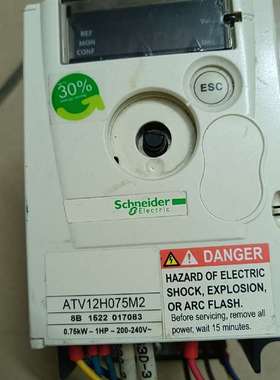 REF
MON
CONF
ESC
30%
Schneider
Electric
DANGER
HAZARD OF ELECTRIC
SHOCK, EXPLOSION,
OR ARC FLASH.
Before servicing, remove all
power, wait 15 minutes.
ATV12H075M2
8B 1522 017083
0.75kW - 1HP - 200-240V~